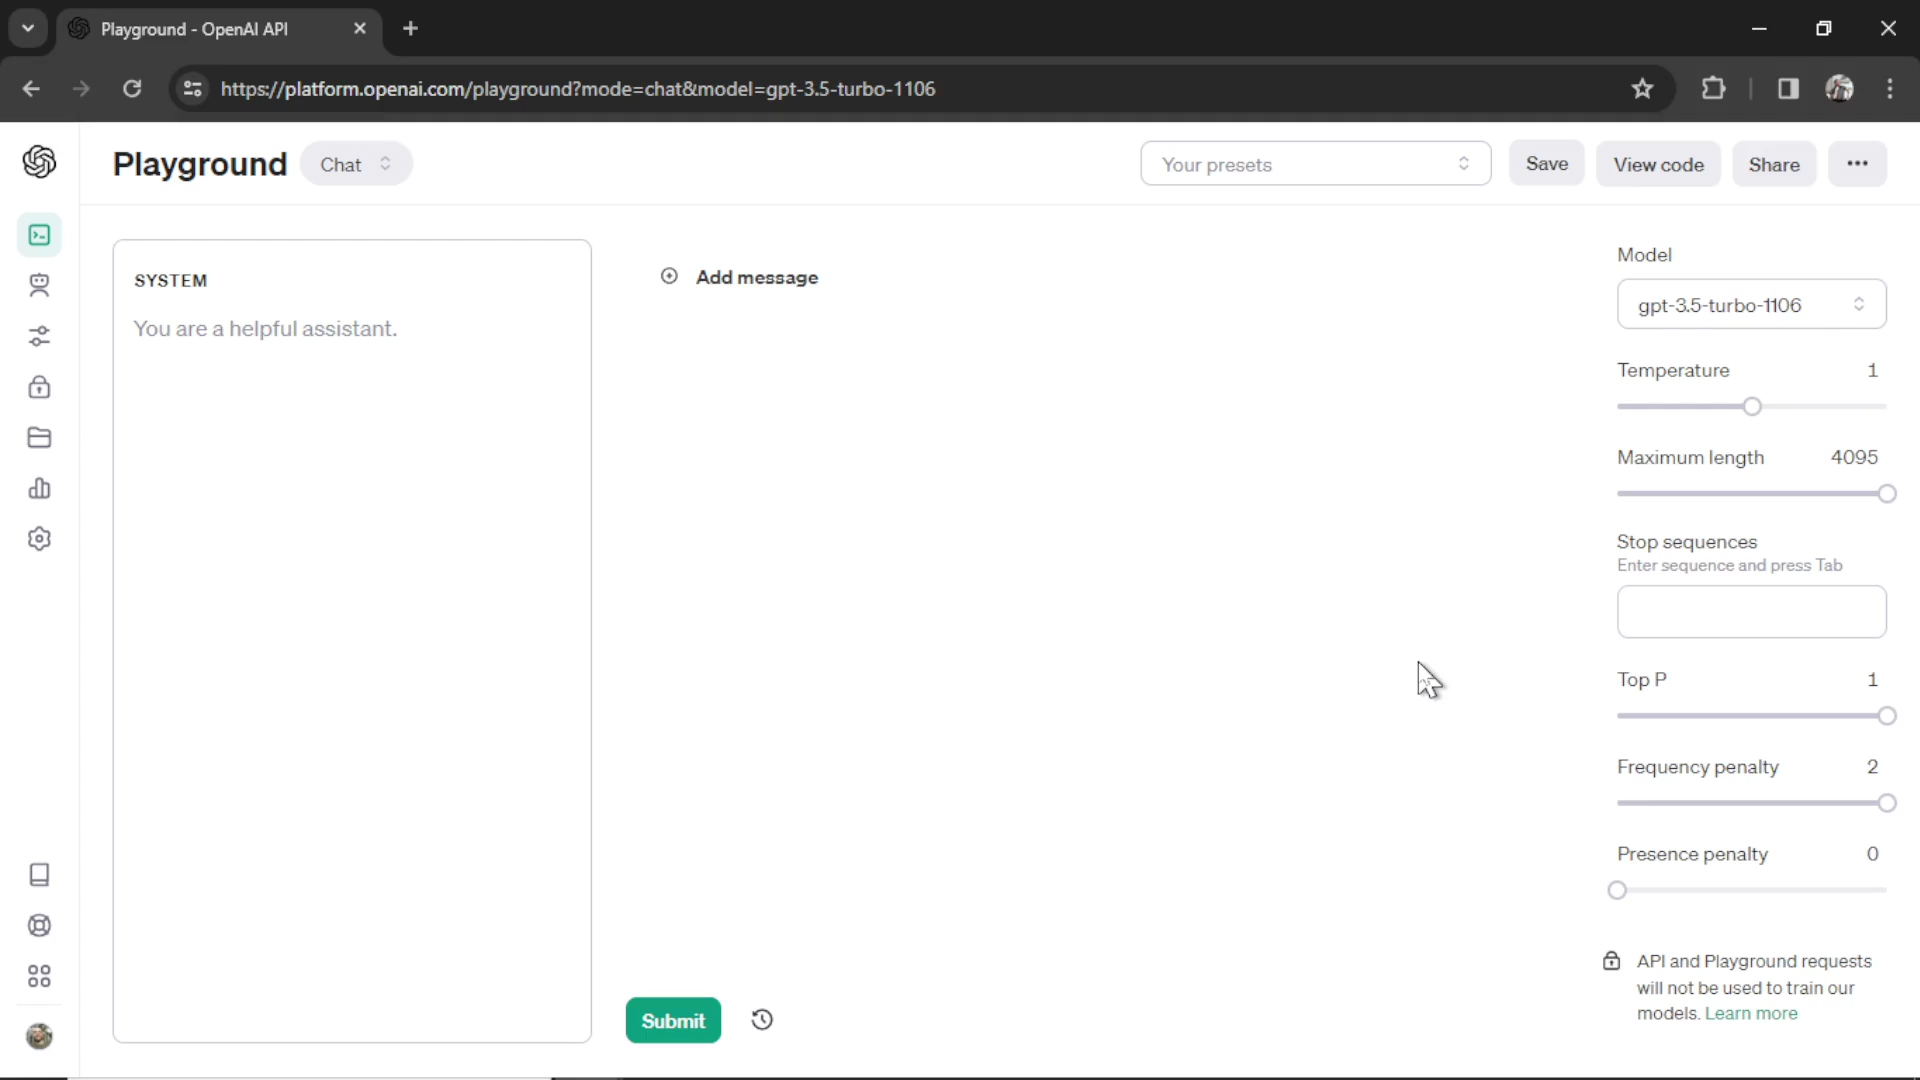 Playground - OpenAI API
https://platform.openai.com/playground?mode=chat&model=gpt-3.5-turbo-1106
Playground
Chat
Your presets
Save
View code
Share
SYSTEM
You are a helpful assistant.
Add message
Submit
Model
gpt-3.5-turbo-1106
Temperature 1
Maximum length 4095
Stop sequences
Enter sequence and press Tab
Top P 1
Frequency penalty 2
Presence penalty 0
API and Playground requests
will not be used to train our
models. Learn more